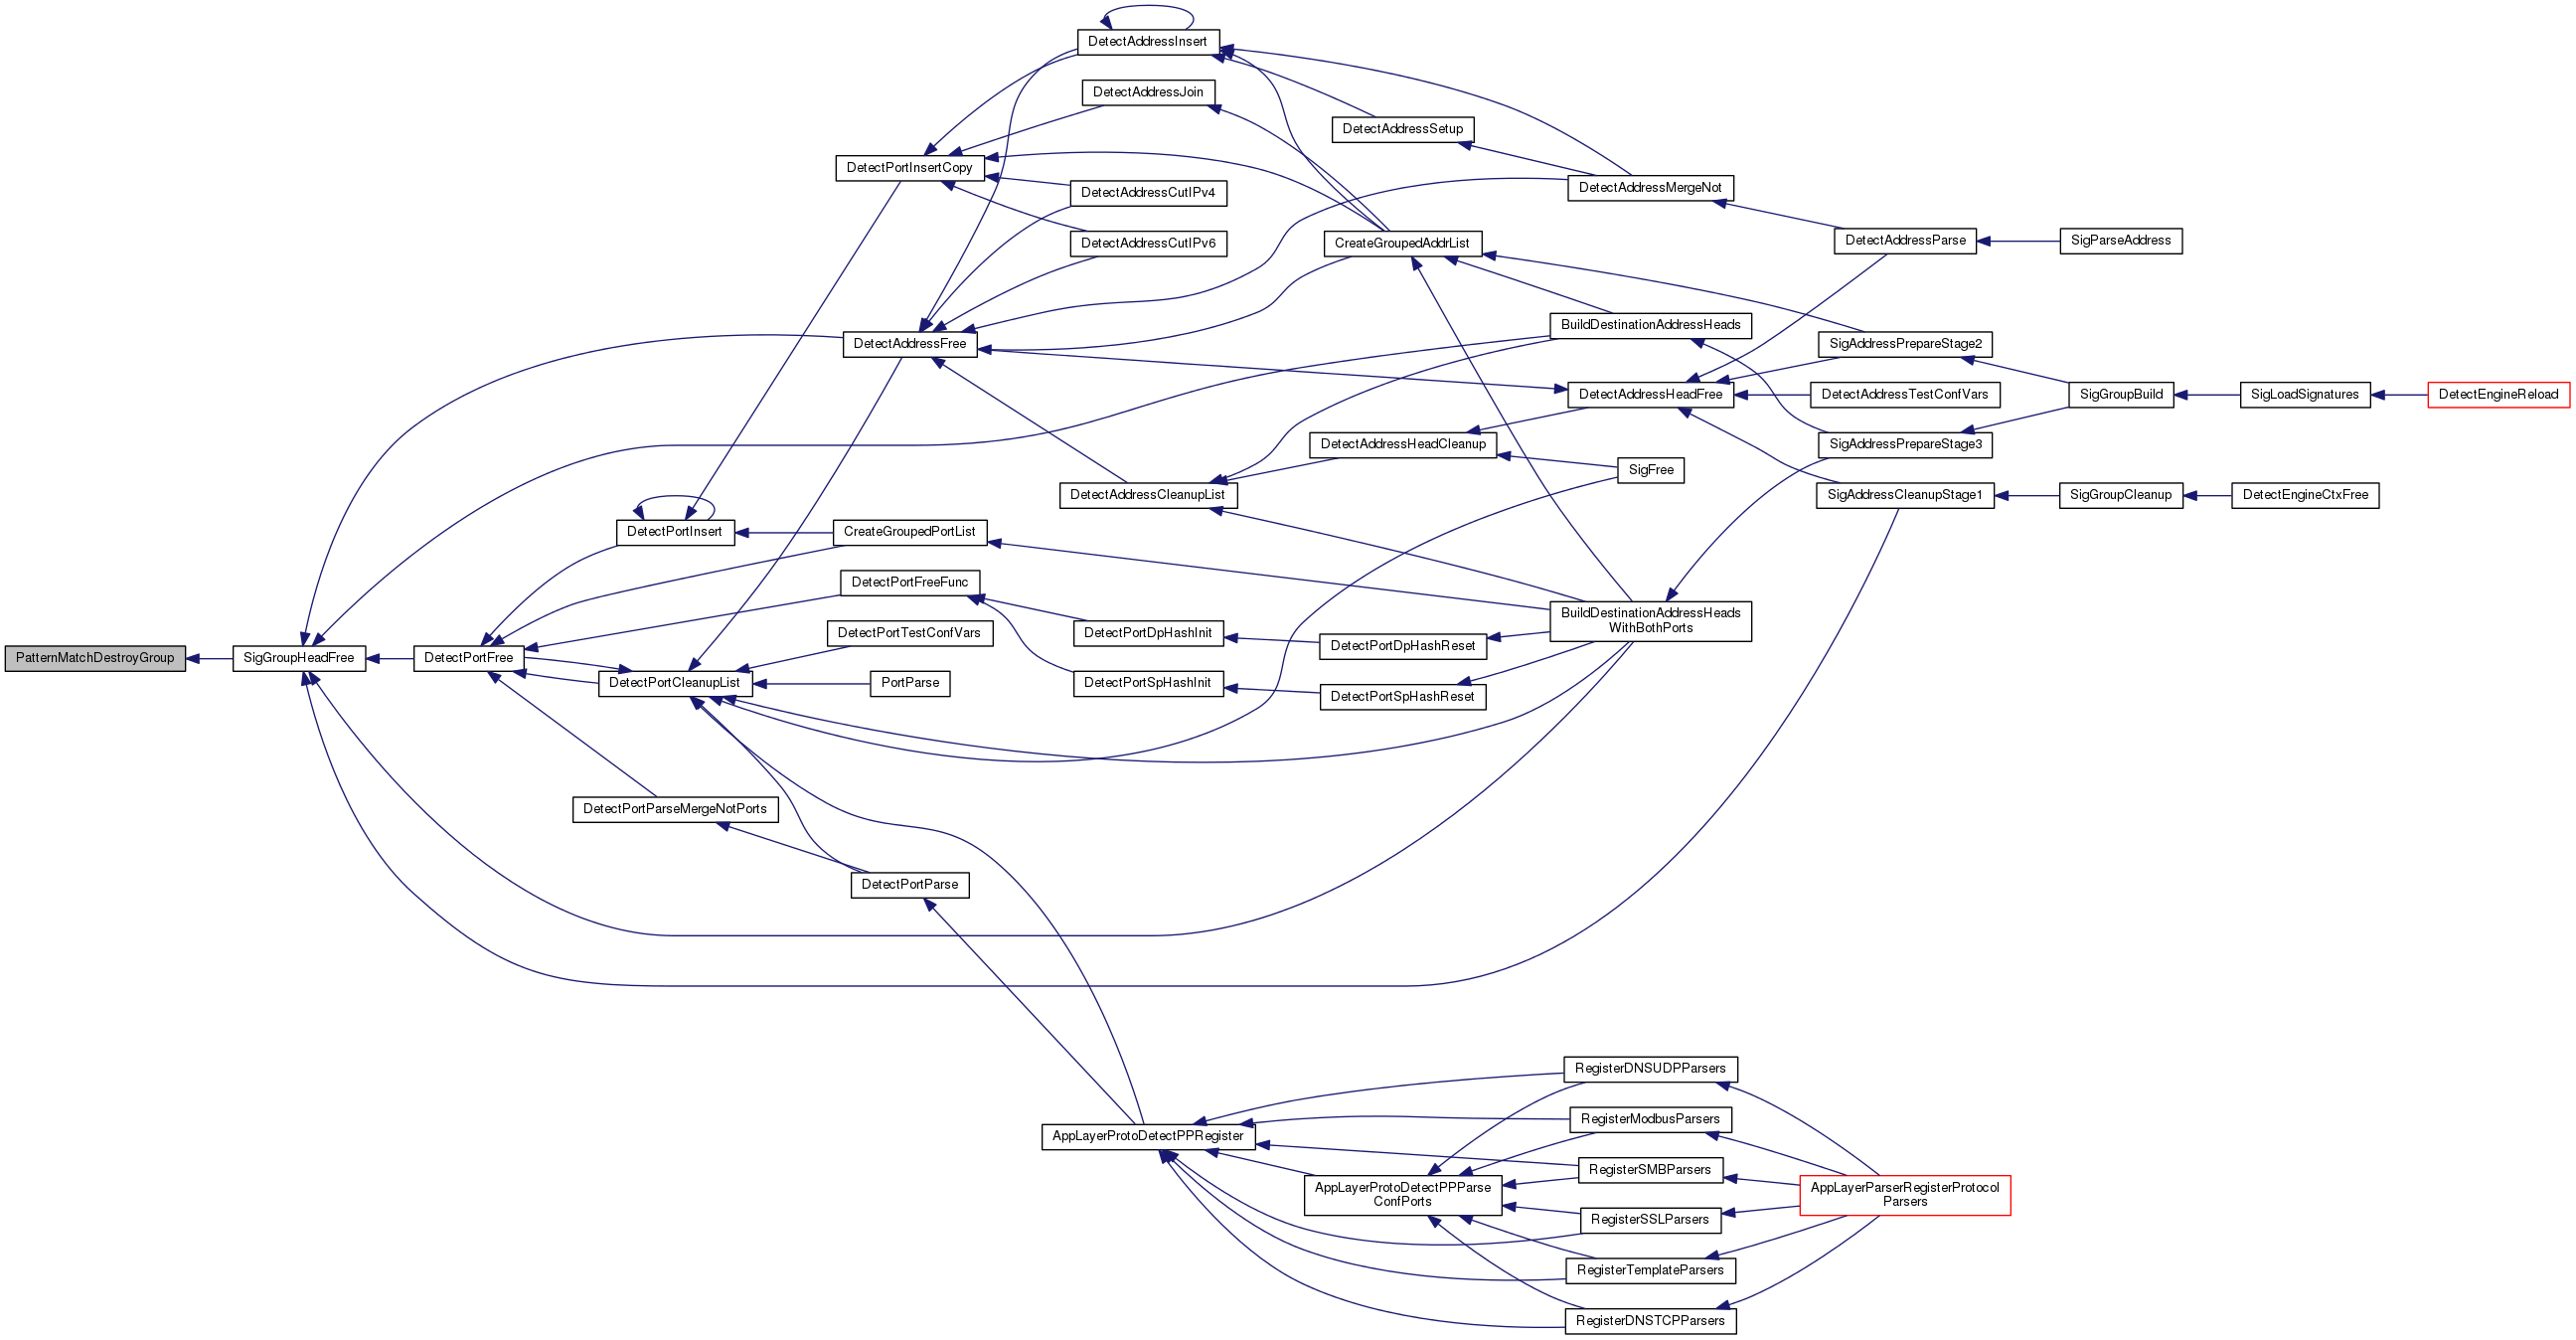 DetectAddressInsert
DetectAddressJoin
DetectAddressSetup
DetectPortInsertCopy
DetectAddressCutIPv4
DetectAddressMergeNot
DetectAddressCutIPv6
CreateGroupedAddrList
DetectAddressParse
SigParseAddress
DetectAddressFree
BuildDestinationAddressHeads
SigAddressPrepareStage2
DetectAddressHeadFree
DetectAddressTestConfVars
SigGroupBuild
SigLoadSignatures
DetectEngineReload
DetectAddressHeadCleanup
SigAddressPrepareStage3
SigFree
DetectAddressCleanupList
SigAddressCleanupStage1
SigGroupCleanup
DetectEngineCtxFree
DetectPortInsert
CreateGroupedPortList
DetectPortFreeFunc
BuildDestinationAddressHeads
WithBothPorts
DetectPortTestConfVars
DetectPortDpHashInit
DetectPortDpHashReset
PatternMatchDestroyGroup
SigGroupHeadFree
DetectPortFree
DetectPortCleanupList
PortParse
DetectPortSpHashInit
DetectPortSpHashReset
DetectPortParseMergeNotPorts
DetectPortParse
RegisterDNSUDPParsers
RegisterModbusParsers
AppLayerProtoDetectPPRegister
RegisterSMBParsers
AppLayerProtoDetectPPParse
ConfPorts
AppLayerParserRegisterProtocol
Parsers
RegisterSSLParsers
RegisterTemplateParsers
RegisterDNSTCPParsers